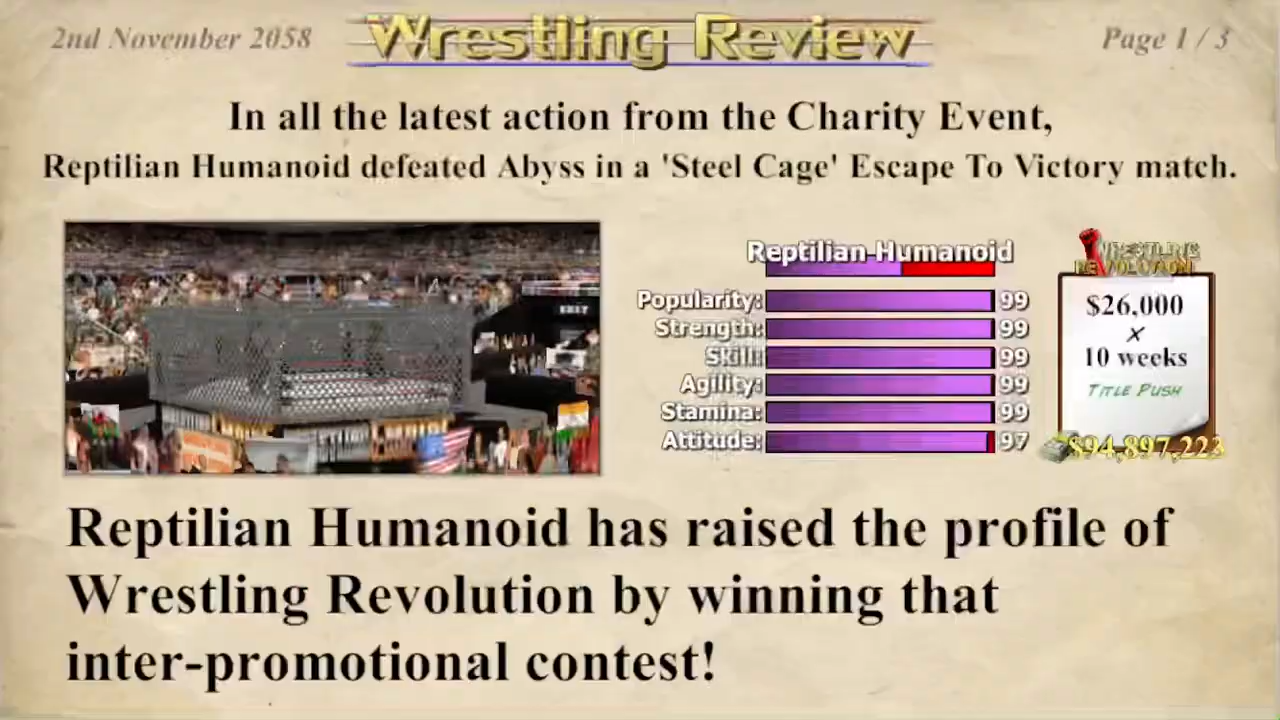 2nd November 2058
Wrestling Review
Page 1 / 3
In all the latest action from the Charity Event,
Reptilian Humanoid defeated Abyss in a 'Steel Cage' Escape To Victory match.
EXIT
Reptilian Humanoid
Popularity: 99
Strength: 99
Skill: 99
Agility: 99
Stamina: 99
Attitude: 97
WRESTLING
REVOLUTION!
$26,000
x
10 weeks
TITLE PUSH
$94,897,223
Reptilian Humanoid has raised the profile of
Wrestling Revolution by winning that
inter-promotional contest!